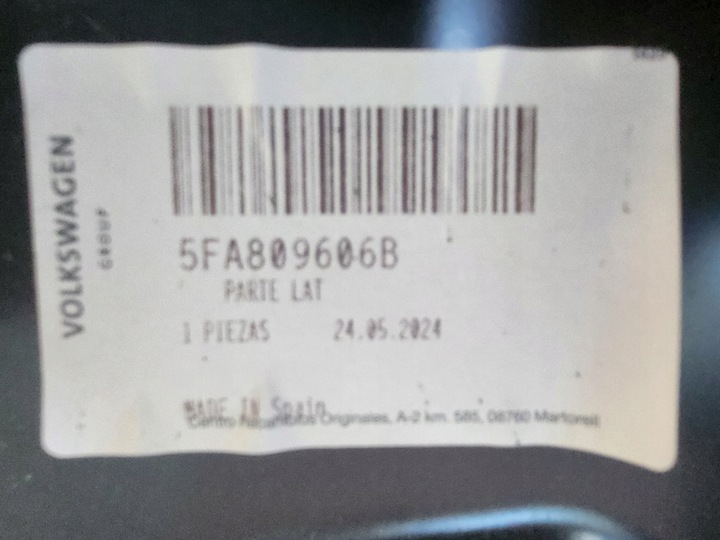 VOLKSWAGEN
GROUP
5FA809606B
PARTE LAT
1 PIEZAS 24.05.2024
MADE IN Spain
Centro Recambios Originales, A-2 km. 585, 08760 Martorell